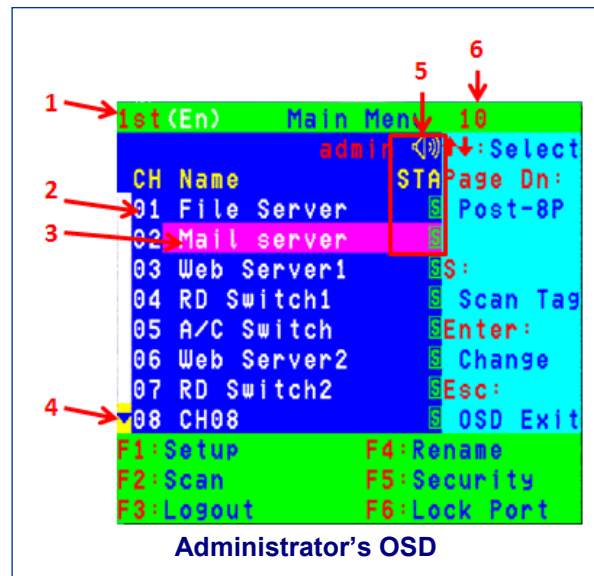 6
5
1
1st(En) Main Menu 10
admin :Select
CH Name STA Page Dn:
2
01 File Server S Post-8P
3
02 Mail server S
03 Web Server1 S S:
04 RD Switch1 S Scan Tag
05 A/C Switch S Enter:
06 Web Server2 S Change
07 RD Switch2 S Esc:
4
08 CH08 S OSD Exit
F1:Setup F4:Rename
F2:Scan F5:Security
F3:Logout F6:Lock Port
Administrator's OSD